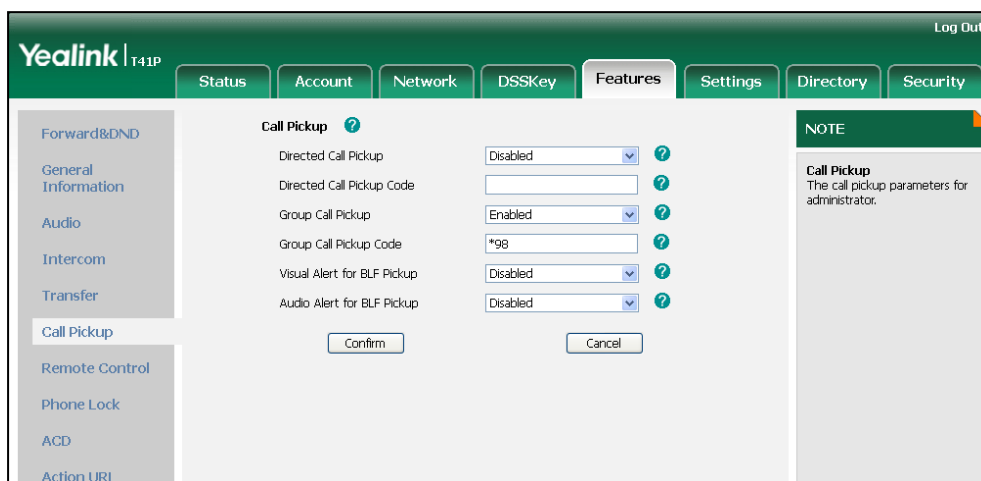 Log Out
Yealink T41P
Status Account Network DSSKey Features Settings Directory Security
Forward&DND
General
Information
Audio
Intercom
Transfer
Call Pickup
Remote Control
Phone Lock
ACD
Action URL
Call Pickup ?
Directed Call Pickup Disabled ?
Directed Call Pickup Code ?
Group Call Pickup Enabled ?
Group Call Pickup Code *98 ?
Visual Alert for BLF Pickup Disabled ?
Audio Alert for BLF Pickup Disabled ?
Confirm Cancel
NOTE
Call Pickup
The call pickup parameters for
administrator.